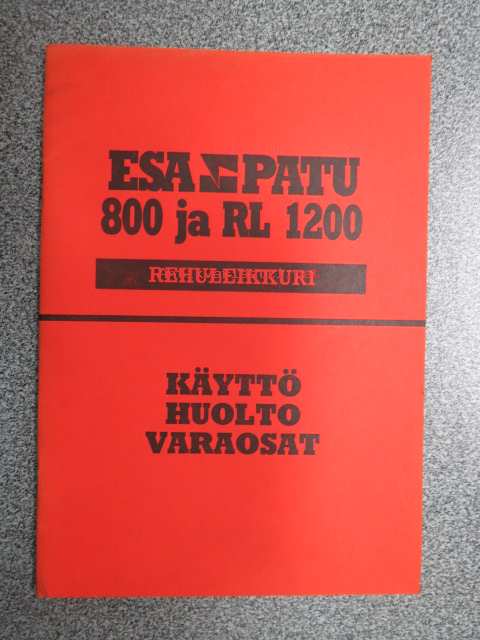 ESA PATU
800 ja RL 1200
REHULEIKKURI
KÄYTTÖ
HUOLTO
VARAOSAT